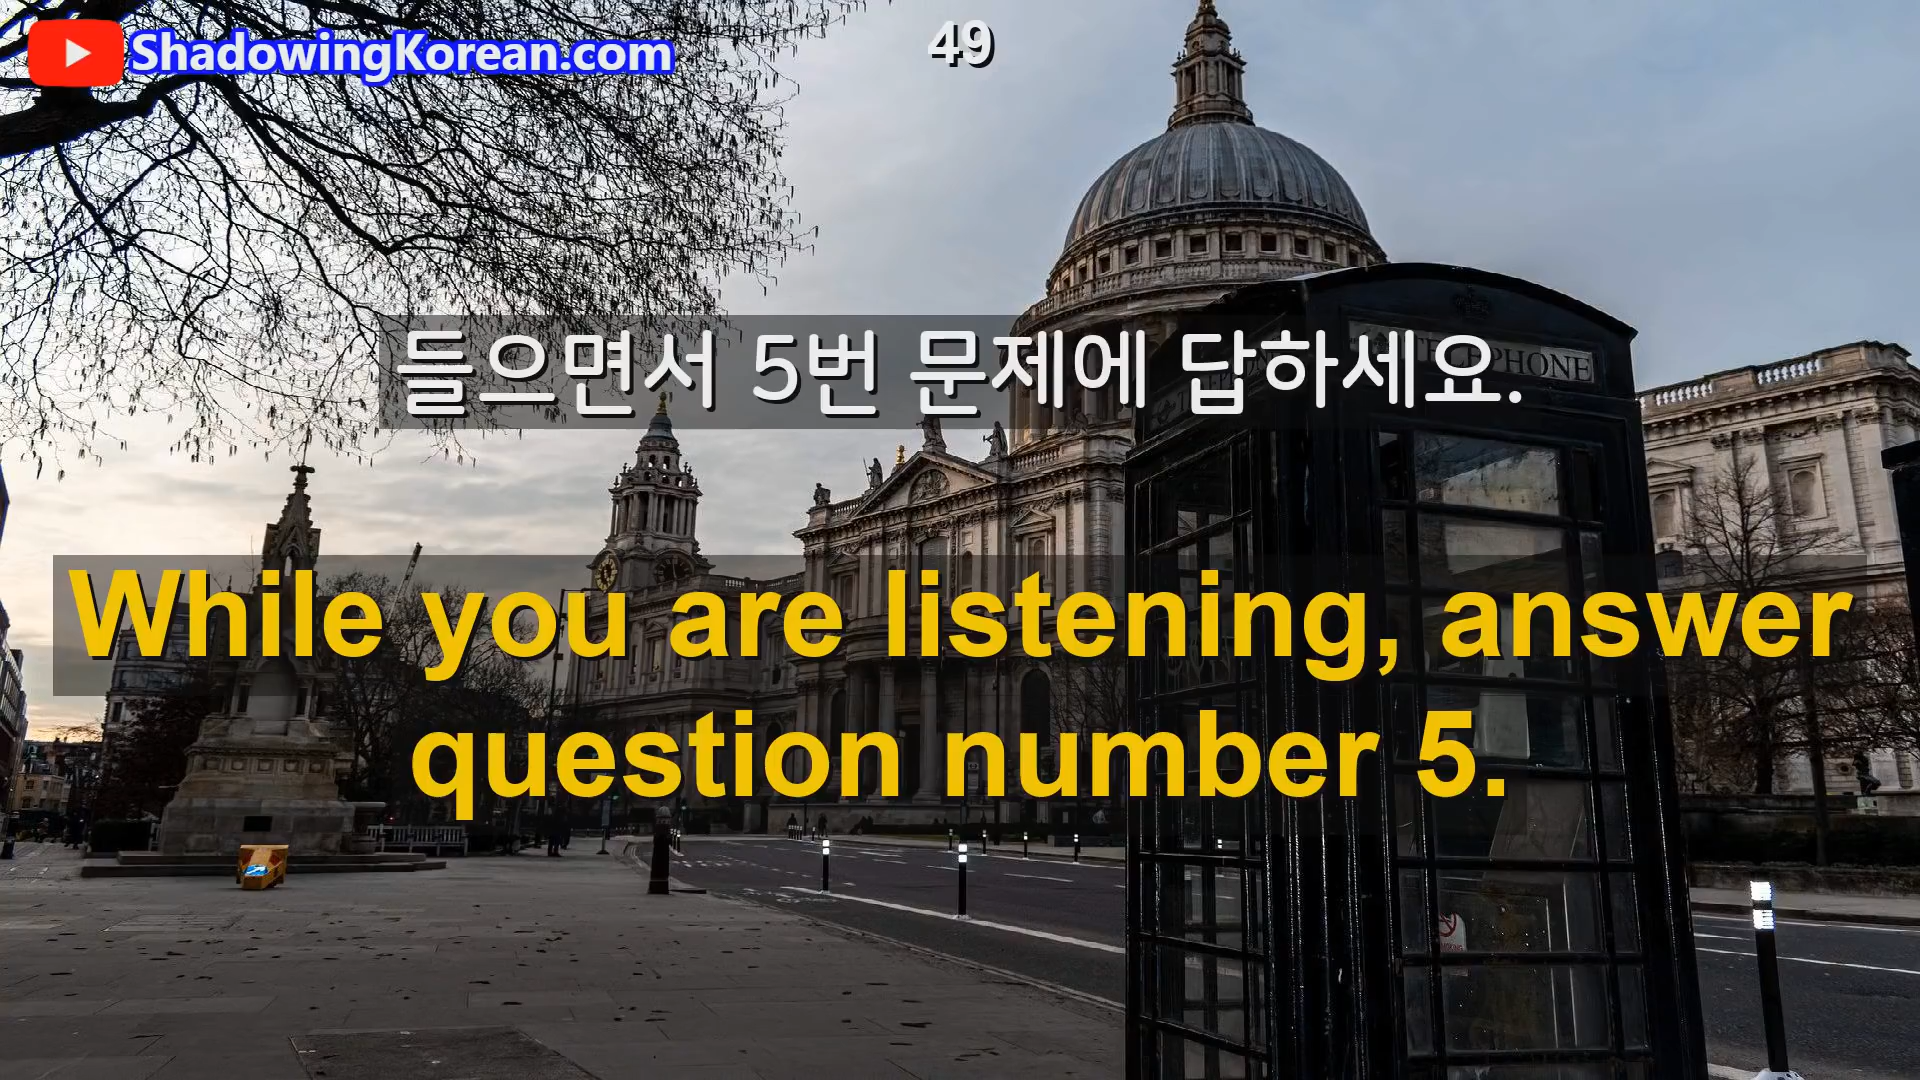 ShadowingKorean.com
49
들으면서 5번 문제에 답하세요.
TELEPHONE
While you are listening, answer
question number 5.